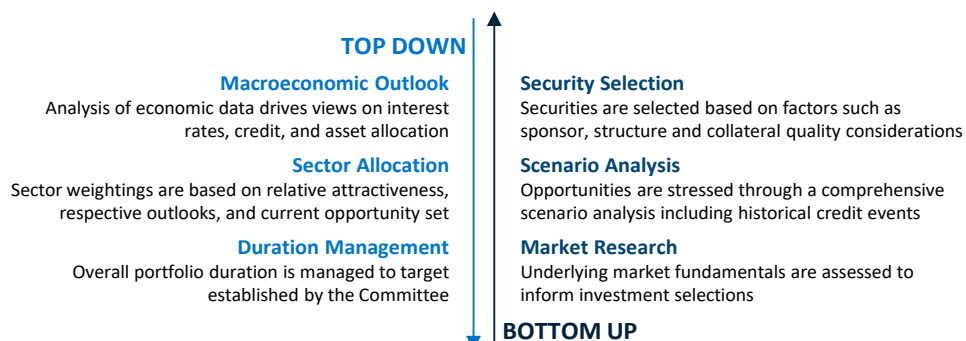 TOP DOWN
Macroeconomic Outlook
Analysis of economic data drives views on interest
rates, credit, and asset allocation
Sector Allocation
Sector weightings are based on relative attractiveness,
respective outlooks, and current opportunity set
Duration Management
Overall portfolio duration is managed to target
established by the Committee
Security Selection
Securities are selected based on factors such as
sponsor, structure and collateral quality considerations
Scenario Analysis
Opportunities are stressed through a comprehensive
scenario analysis including historical credit events
Market Research
Underlying market fundamentals are assessed to
inform investment selections
BOTTOM UP